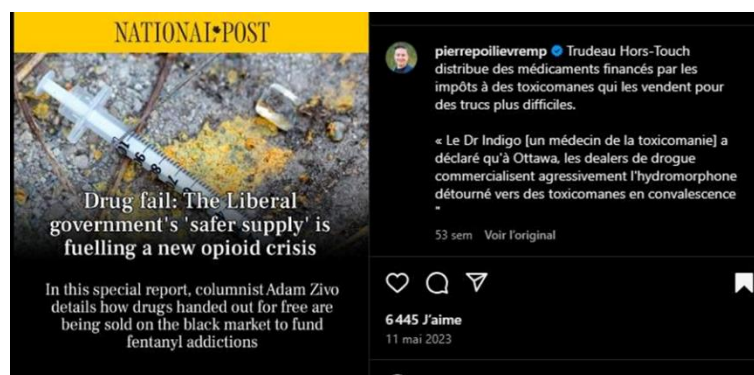 NATIONAL POST
Drug fail: The Liberal
government's 'safer supply' is
fuelling a new opioid crisis
In this special report, columnist Adam Zivo
details how drugs handed out for free are
being sold on the black market to fund
fentanyl addictions
pierrepoilievremp Trudeau Hors-Touch
distribue des médicaments financés par les
impôts à des toxicomanes qui les vendent pour
des trucs plus difficiles.
« Le Dr Indigo [un médecin de la toxicomanie] a
déclaré qu'à Ottawa, les dealers de drogue
commercialisent agressivement l'hydromorphone
détourné vers des toxicomanes en convalescence
"
53 sem Voir l'original
6 445 J'aime
11 mai 2023